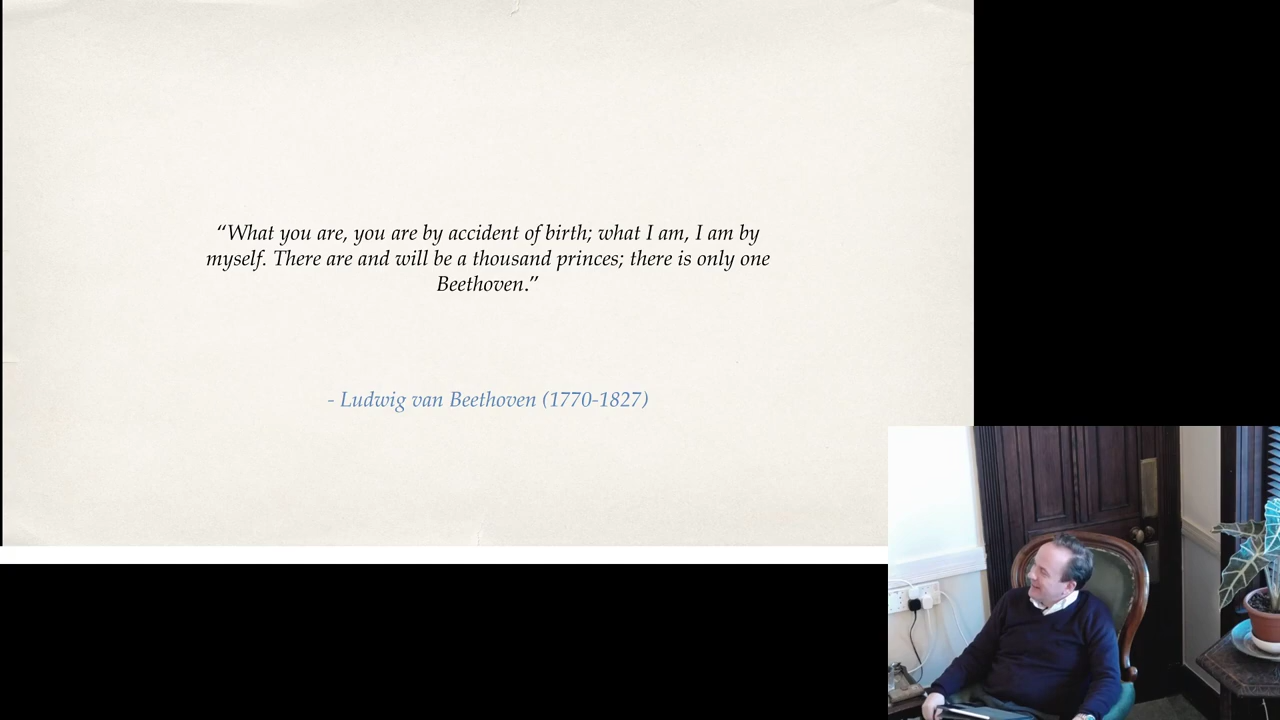 “What you are, you are by accident of birth; what I am, I am by
myself. There are and will be a thousand princes; there is only one
Beethoven.”
- Ludwig van Beethoven (1770-1827)